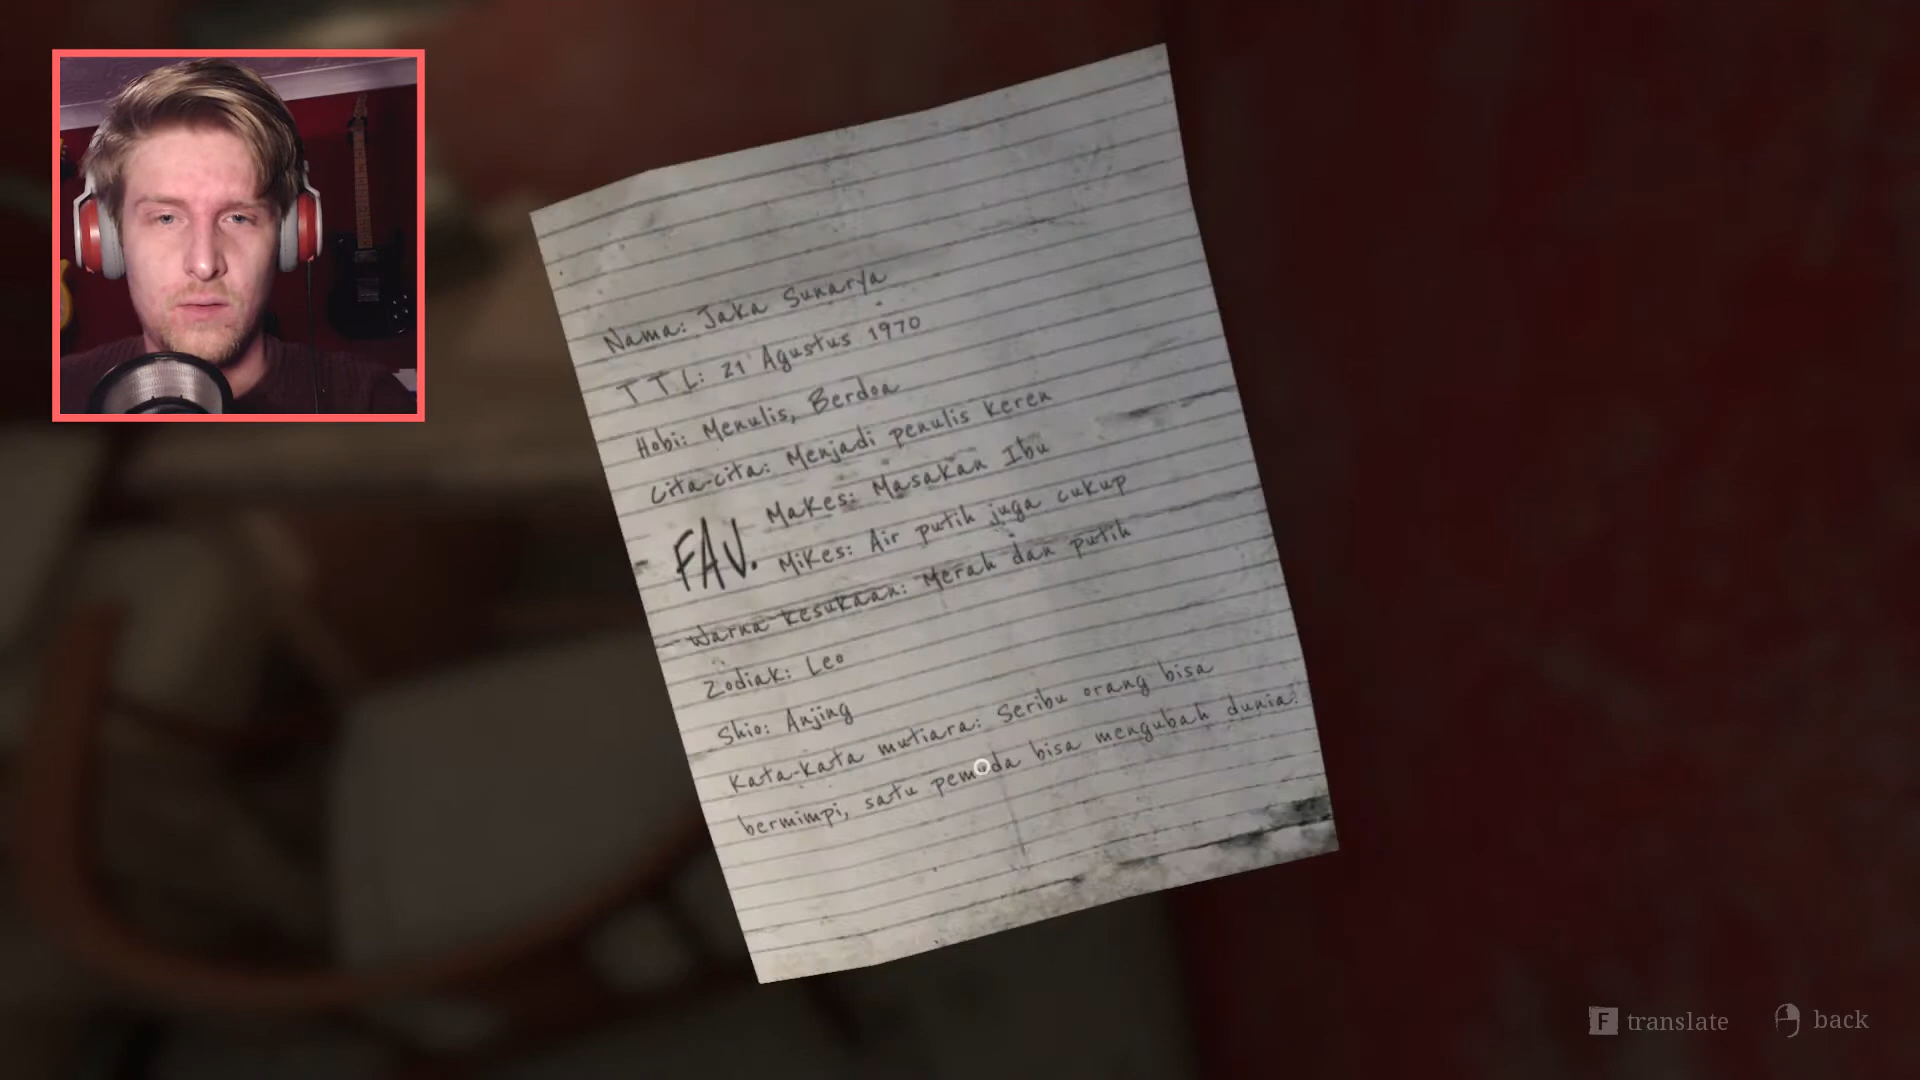 Nama: Jaka Sunarya
TTL: 21 Agustus 1970
Hobi: Menulis, Berdoa
Cita-cita: Menjadi penulis keren
FAV. Makes: Masakan Ibu
Mikes: Air putih juga cukup
Warna kesukaan: Merah dan putih
Zodiak: Leo
Shio: Anjing
Kata-kata mutiara: Seribu orang bisa
bermimpi, satu pemuda bisa mengubah dunia.
F translate
back